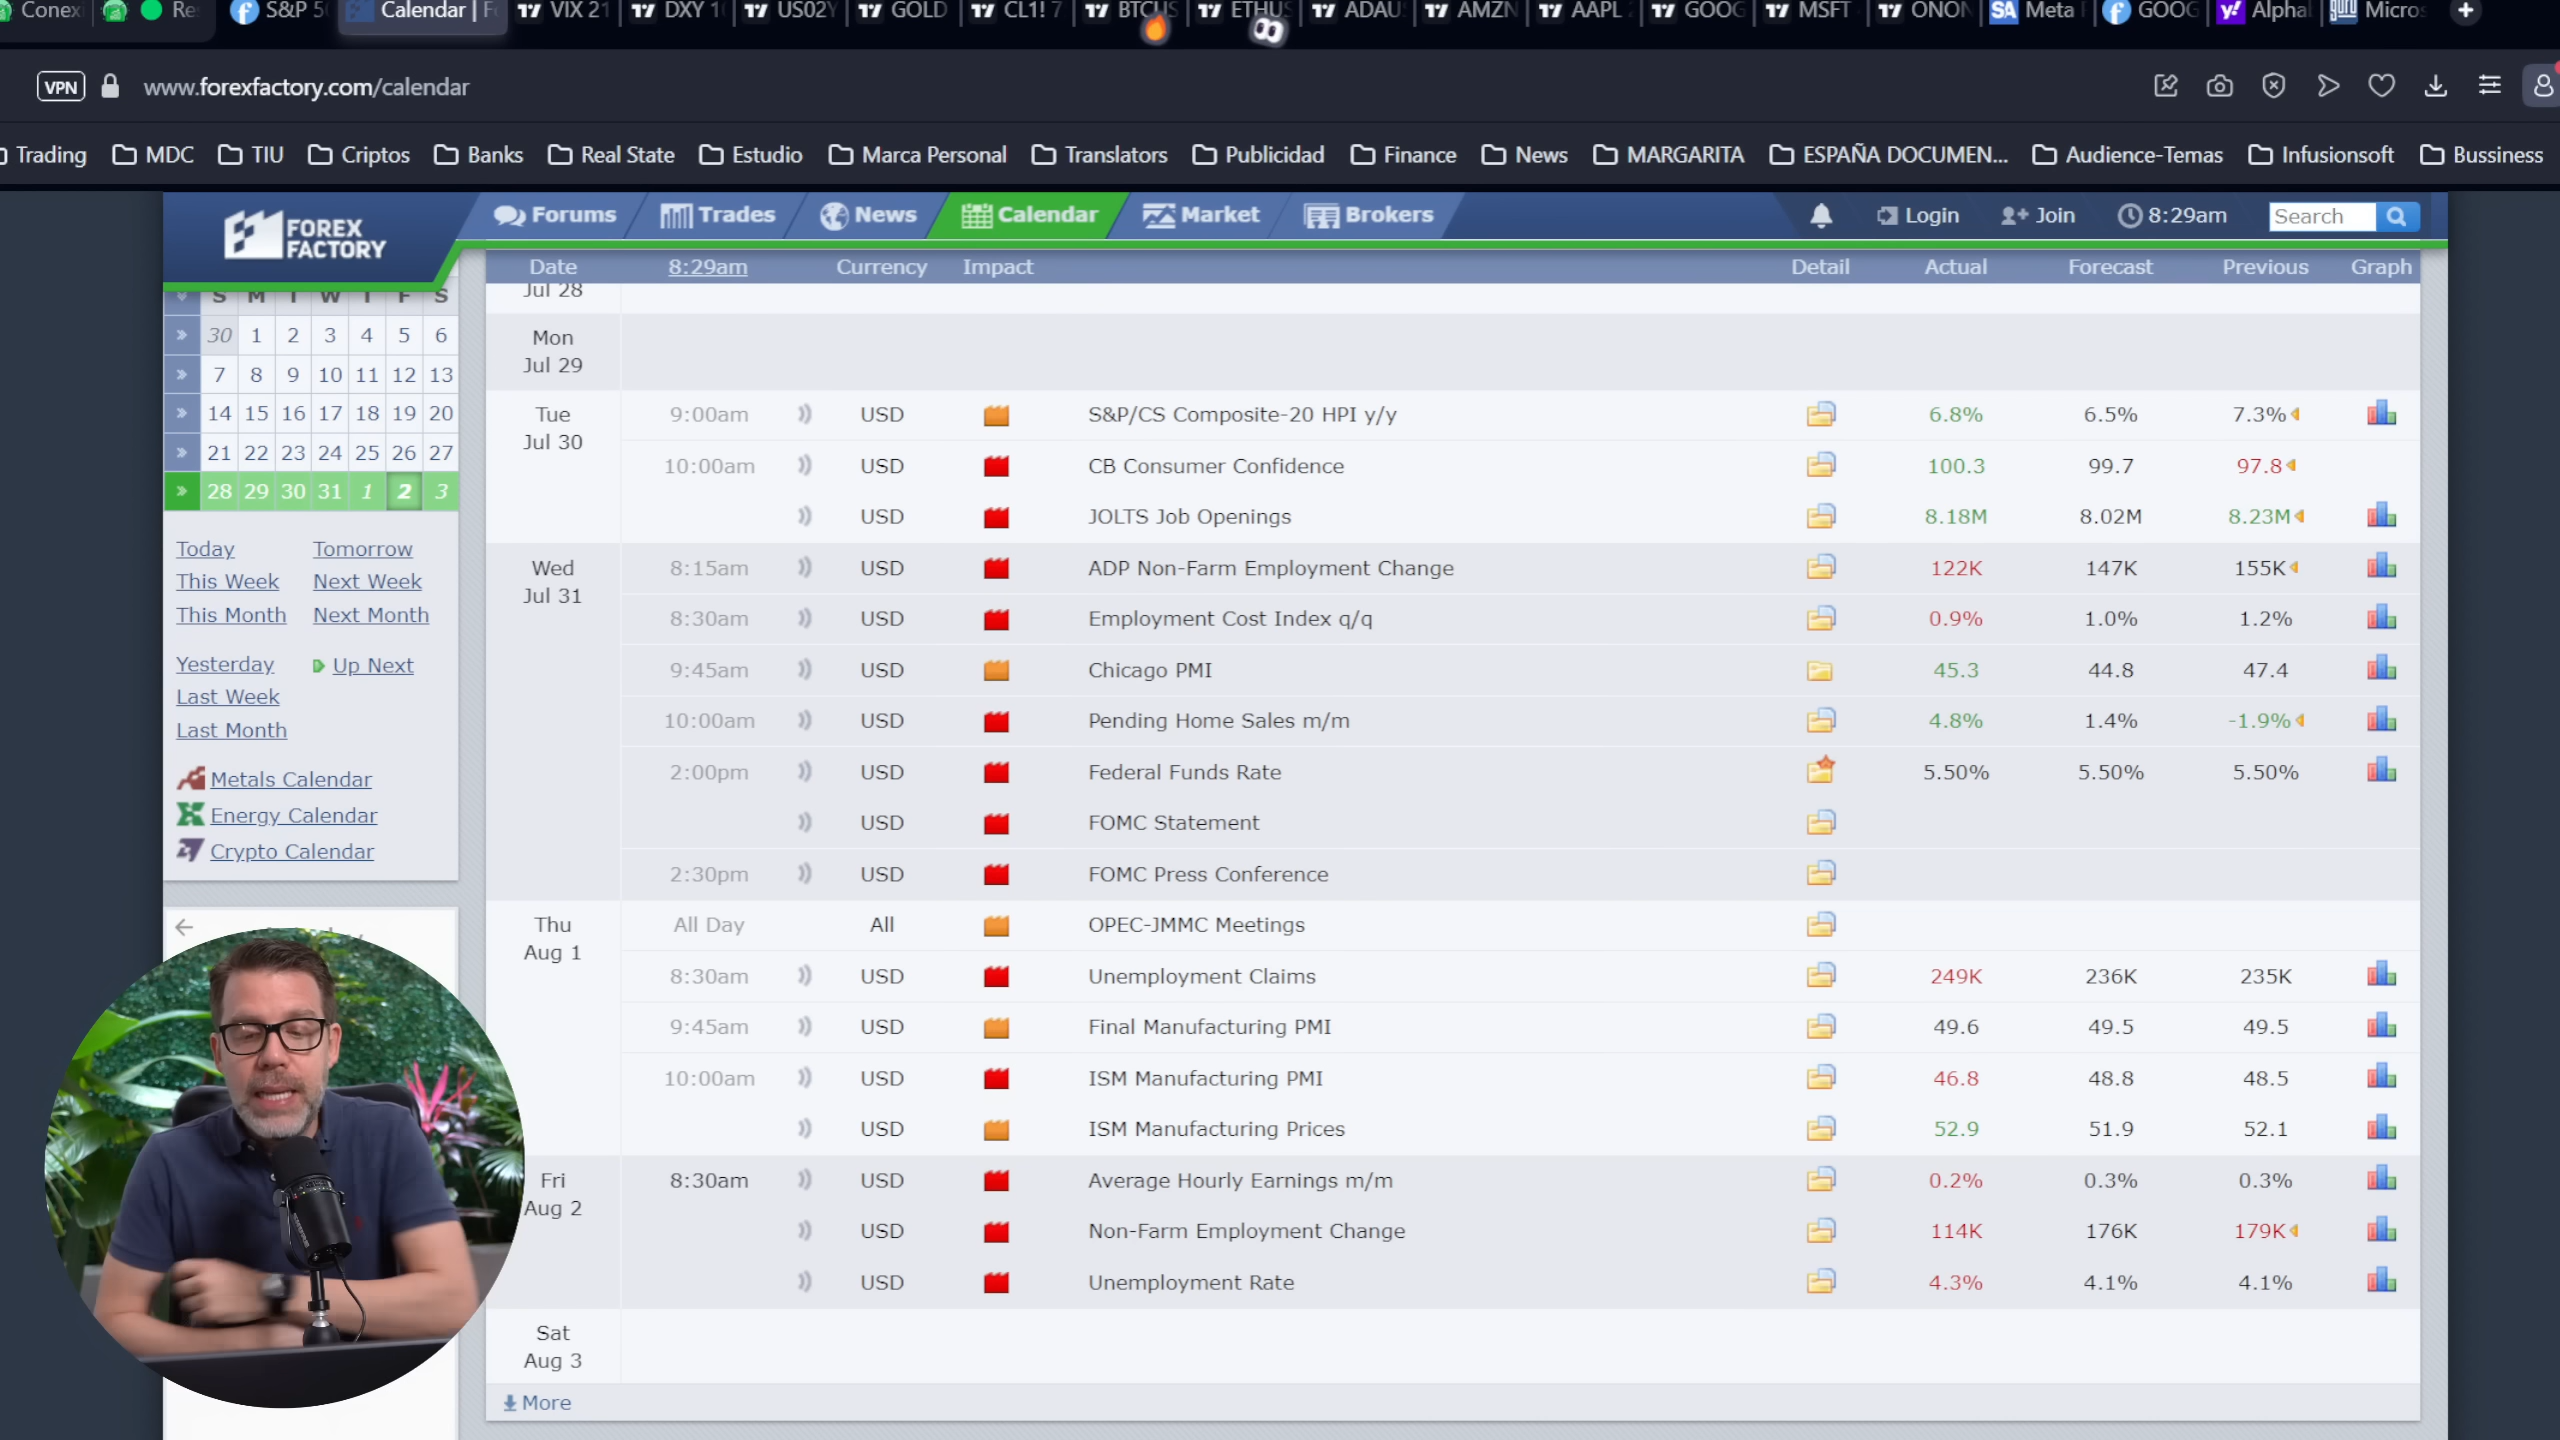 Conex
Re
S&P 50
Calendar | Fo
VIX 21
DXY 10
US02Y
GOLD
CL1! 7
BTCUS
ETHUS
ADAU
AMZN
AAPL
GOOG
MSFT
ONON
SA Meta
GOOG
y! Alpha
guru Micros
VPN www.forexfactory.com/calendar
Trading
MDC
TIU
Criptos
Banks
Real State
Estudio
Marca Personal
Translators
Publicidad
Finance
News
MARGARITA
ESPAÑA DOCUMEN...
Audience-Temas
Infusionsoft
Bussiness
FOREX
FACTORY
Forums
Trades
News
Calendar
Market
Brokers
Login
Join
8:29am
Search
S M T W T F S
30 1 2 3 4 5 6
7 8 9 10 11 12 13
14 15 16 17 18 19 20
21 22 23 24 25 26 27
28 29 30 31 1 2 3
Today Tomorrow
This Week Next Week
This Month Next Month
Yesterday Up Next
Last Week
Last Month
Metals Calendar
Energy Calendar
Crypto Calendar
Date 8:29am Currency Impact Detail Actual Forecast Previous Graph
Jul 28
Mon
Jul 29
Tue 9:00am USD S&P/CS Composite-20 HPI y/y 6.8% 6.5% 7.3%
Jul 30
10:00am USD CB Consumer Confidence 100.3 99.7 97.8
USD JOLTS Job Openings 8.18M 8.02M 8.23M
Wed 8:15am USD ADP Non-Farm Employment Change 122K 147K 155K
Jul 31
8:30am USD Employment Cost Index q/q 0.9% 1.0% 1.2%
9:45am USD Chicago PMI 45.3 44.8 47.4
10:00am USD Pending Home Sales m/m 4.8% 1.4% -1.9%
2:00pm USD Federal Funds Rate 5.50% 5.50% 5.50%
USD FOMC Statement
2:30pm USD FOMC Press Conference
Thu All Day All OPEC-JMMC Meetings
Aug 1
8:30am USD Unemployment Claims 249K 236K 235K
9:45am USD Final Manufacturing PMI 49.6 49.5 49.5
10:00am USD ISM Manufacturing PMI 46.8 48.8 48.5
USD ISM Manufacturing Prices 52.9 51.9 52.1
Fri 8:30am USD Average Hourly Earnings m/m 0.2% 0.3% 0.3%
Aug 2
USD Non-Farm Employment Change 114K 176K 179K
USD Unemployment Rate 4.3% 4.1% 4.1%
Sat
Aug 3
More